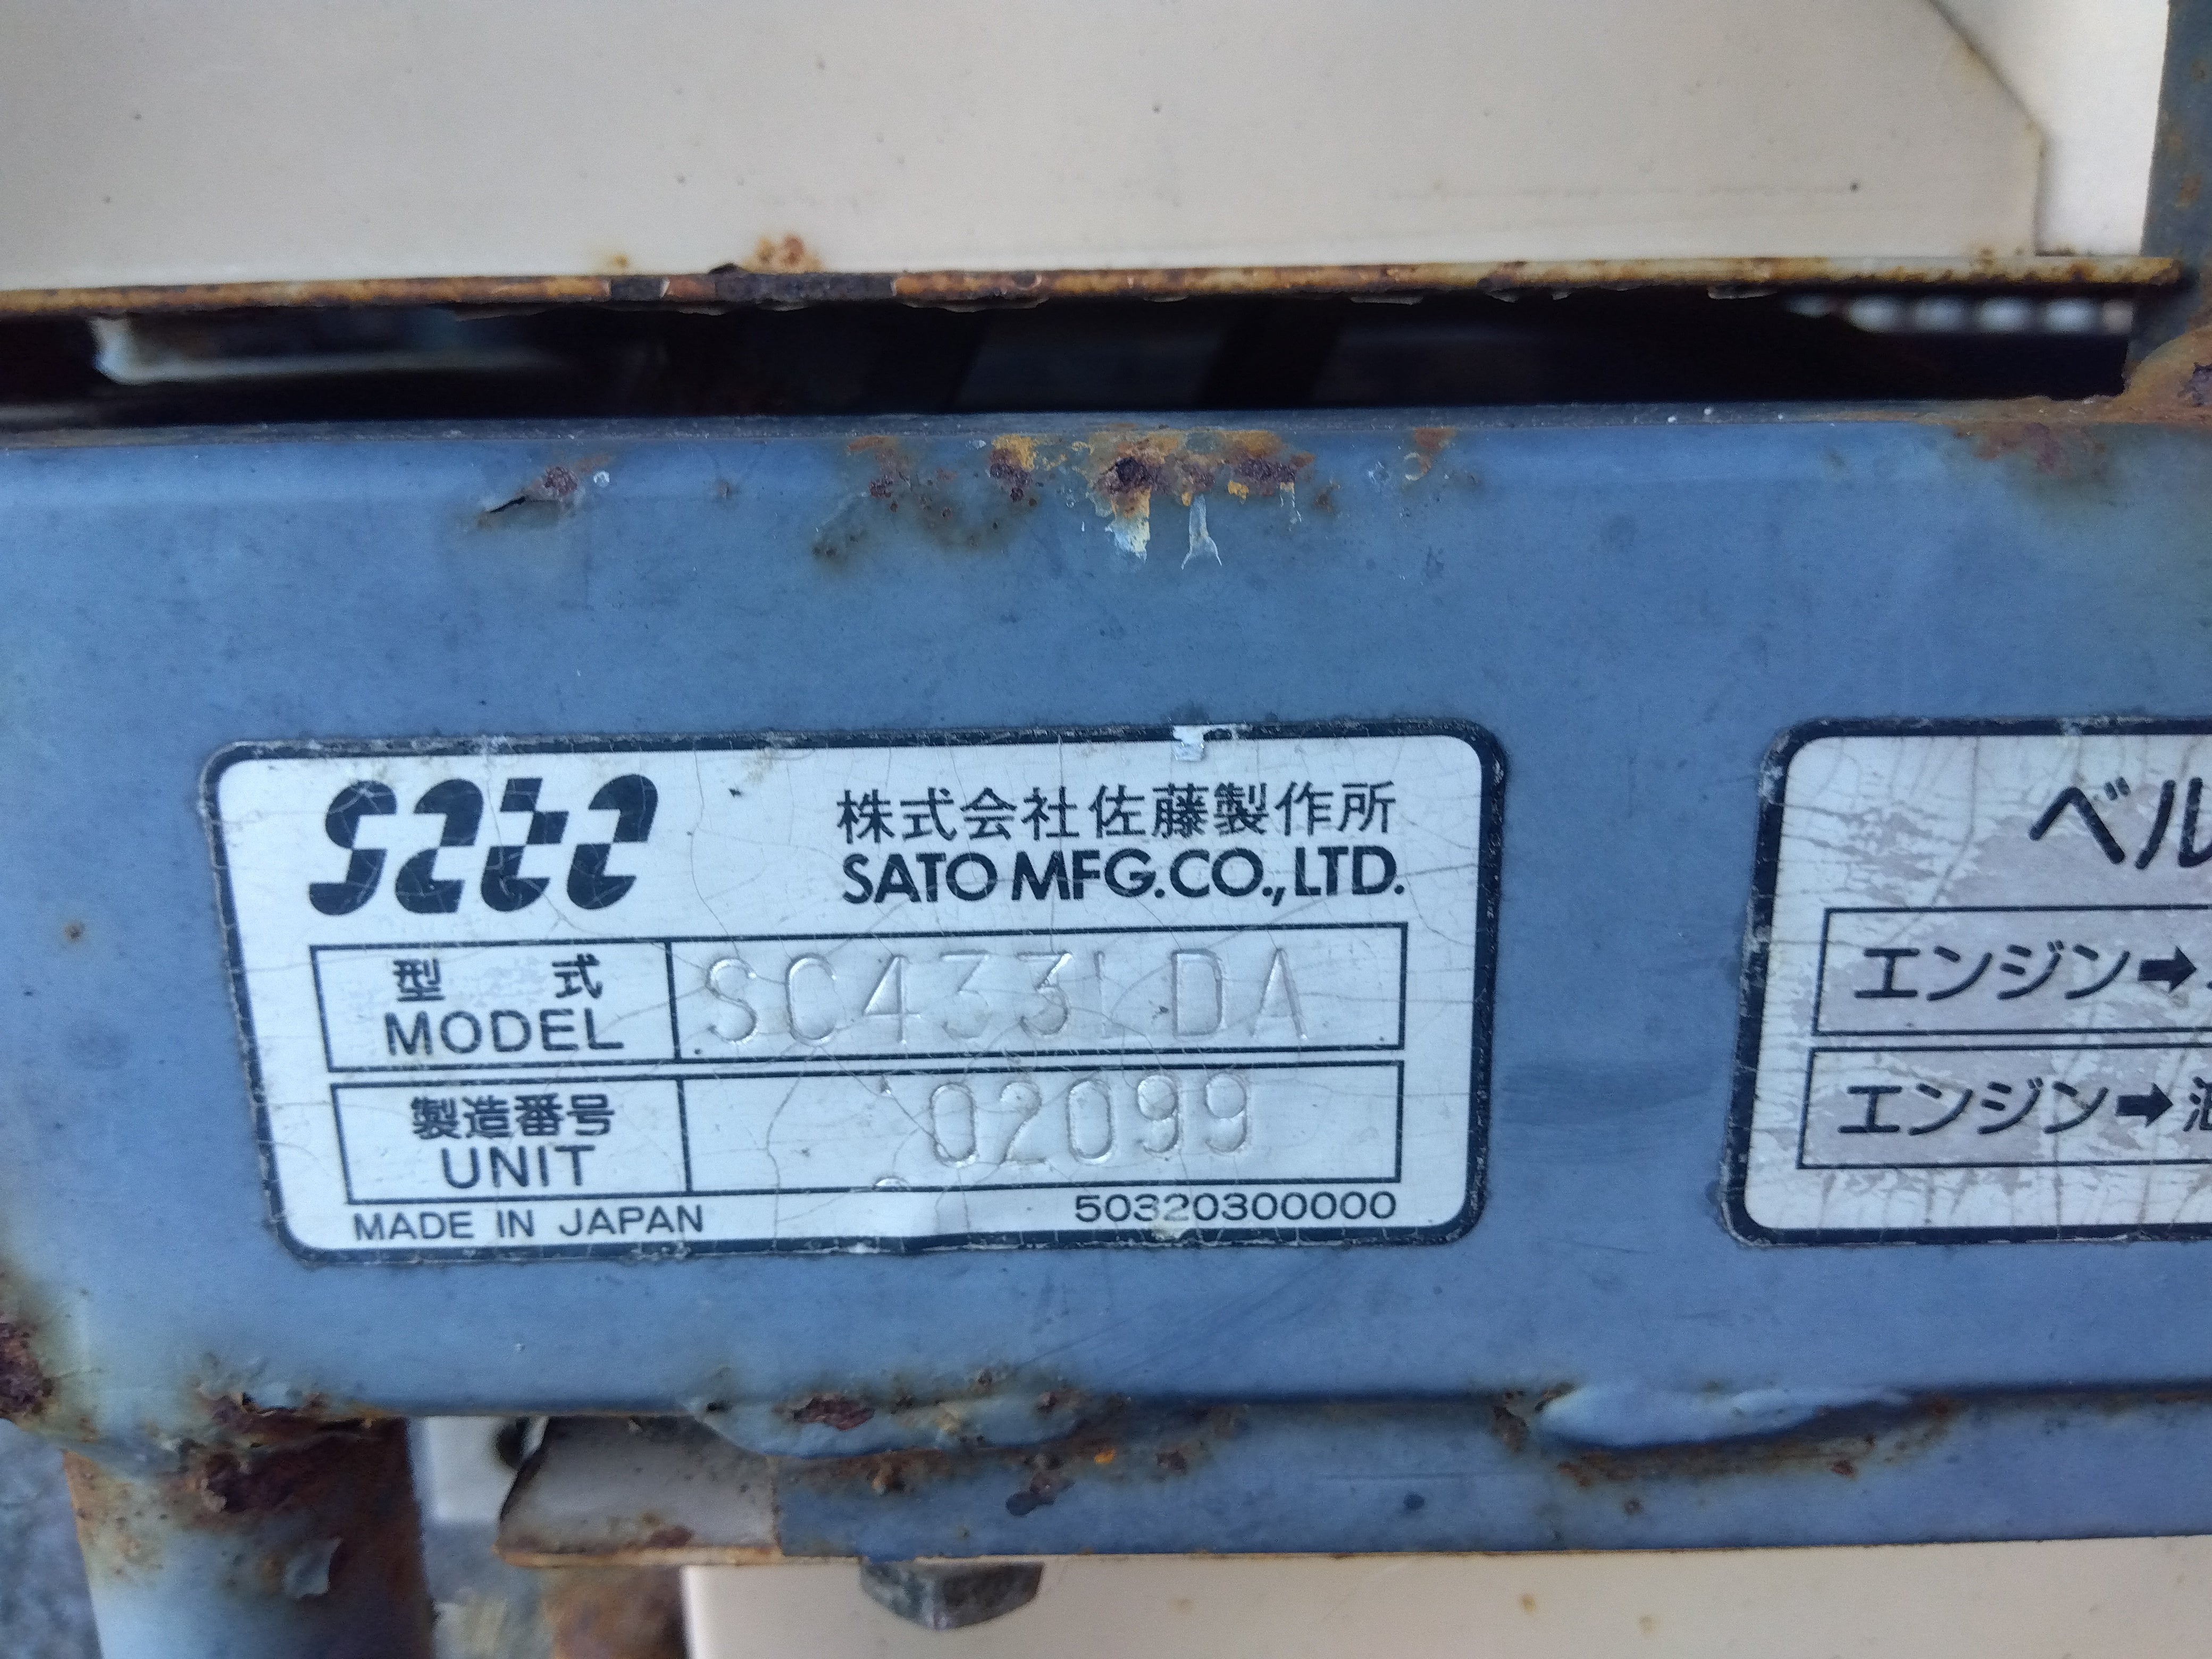 sato
株式会社佐藤製作所
SATO MFG.CO.,LTD.
型 式
MODEL
SC433LDA
製造番号
UNIT
02099
MADE IN JAPAN
50320300000
ベル
エンジン➡
エンジン➡